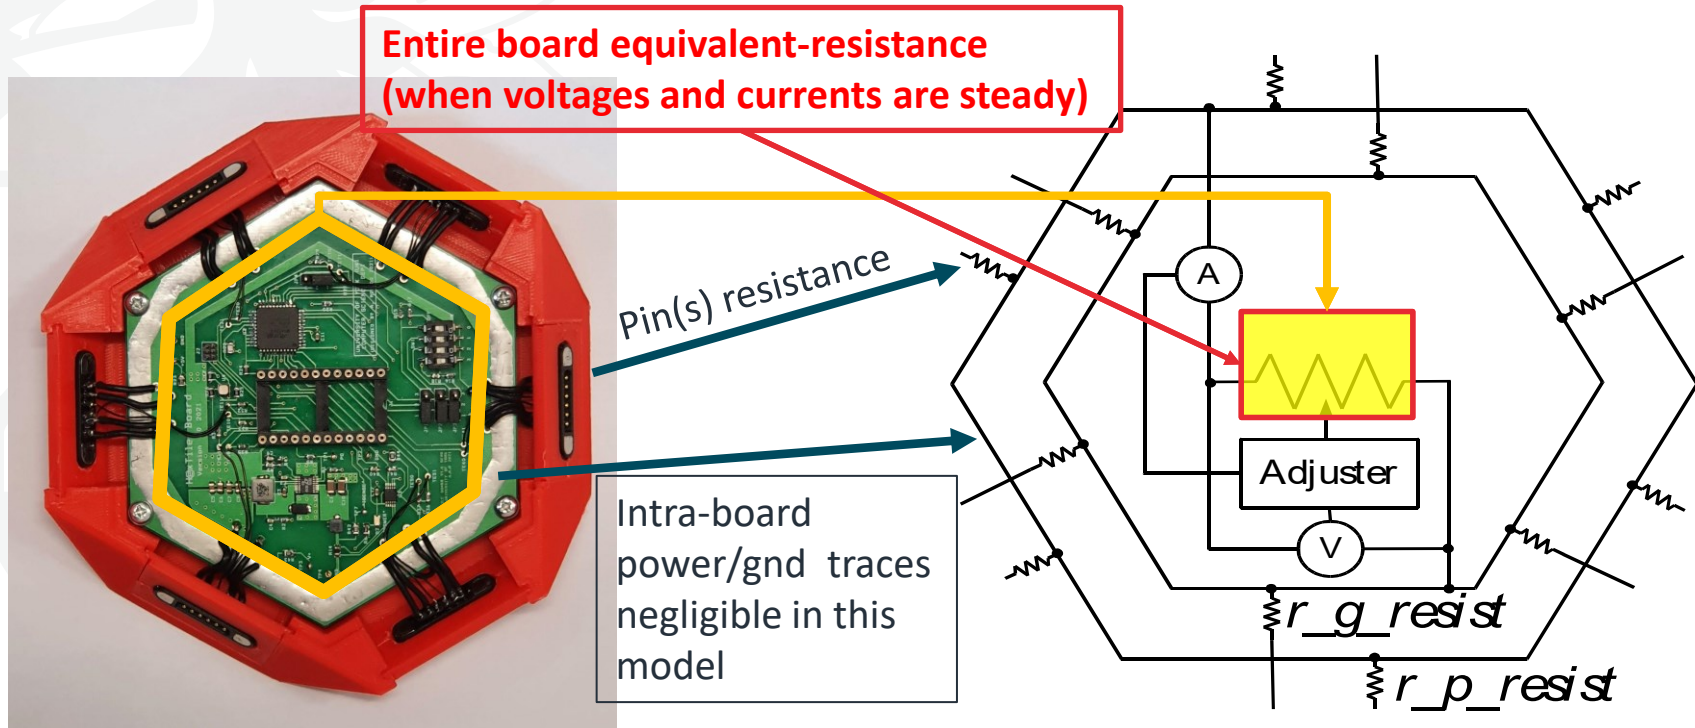 Entire board equivalent-resistance
(when voltages and currents are steady)
Pin(s) resistance
A
Adjuster
V
Intra-board
power/gnd traces
negligible in this
model
r_g_resist
r_p_resist